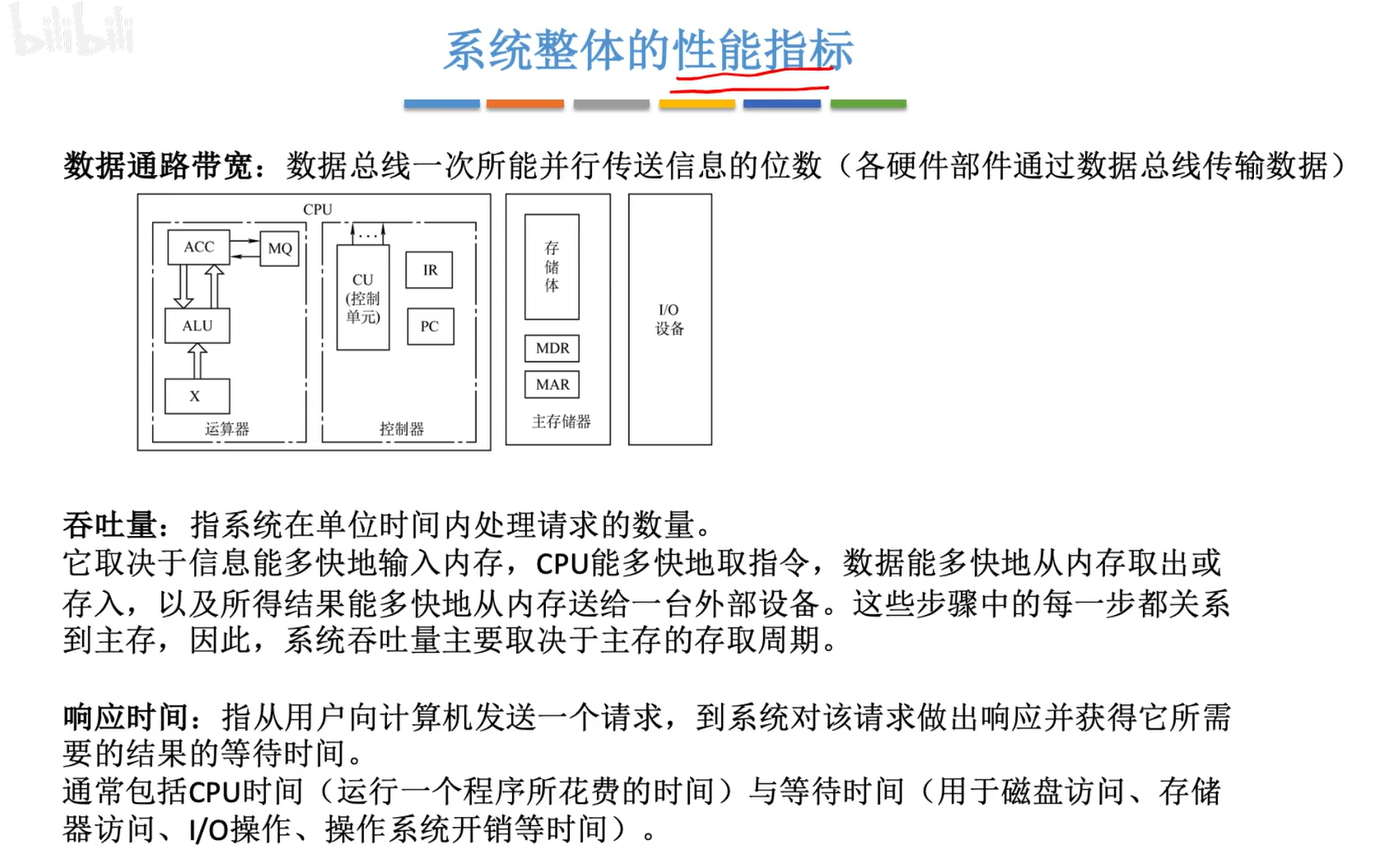 bilibili
系统整体的性能指标
数据通路带宽：数据总线一次所能并行传送信息的位数（各硬件部件通过数据总线传输数据）
CPU
ACC
MQ
ALU
X
运算器
...
CU
(控制
单元)
IR
PC
控制器
存
储
体
MDR
MAR
主存储器
I/O
设备
吞吐量：指系统在单位时间内处理请求的数量。
它取决于信息能多快地输入内存，CPU能多快地取指令，数据能多快地从内存取出或
存入，以及所得结果能多快地从内存送给一台外部设备。这些步骤中的每一步都关系
到主存，因此，系统吞吐量主要取决于主存的存取周期。
响应时间：指从用户向计算机发送一个请求，到系统对该请求做出响应并获得它所需
要的结果的等待时间。
通常包括CPU时间（运行一个程序所花费的时间）与等待时间（用于磁盘访问、存储
器访问、I/O操作、操作系统开销等时间）。